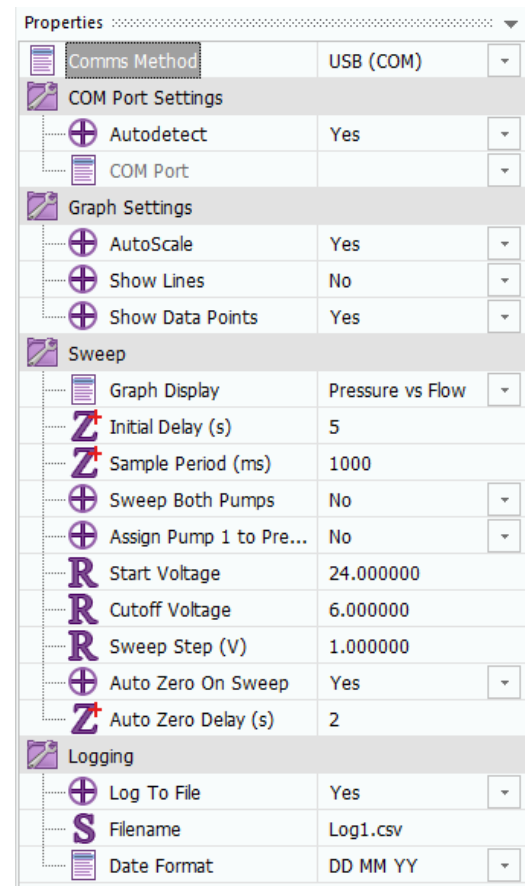 Properties
Comms Method USB (COM)
COM Port Settings
Autodetect Yes
COM Port
Graph Settings
AutoScale Yes
Show Lines No
Show Data Points Yes
Sweep
Graph Display Pressure vs Flow
Initial Delay (s) 5
Sample Period (ms) 1000
Sweep Both Pumps No
Assign Pump 1 to Pre... No
Start Voltage 24.000000
Cutoff Voltage 6.000000
Sweep Step (V) 1.000000
Auto Zero On Sweep Yes
Auto Zero Delay (s) 2
Logging
Log To File Yes
Filename Log1.csv
Date Format DD MM YY